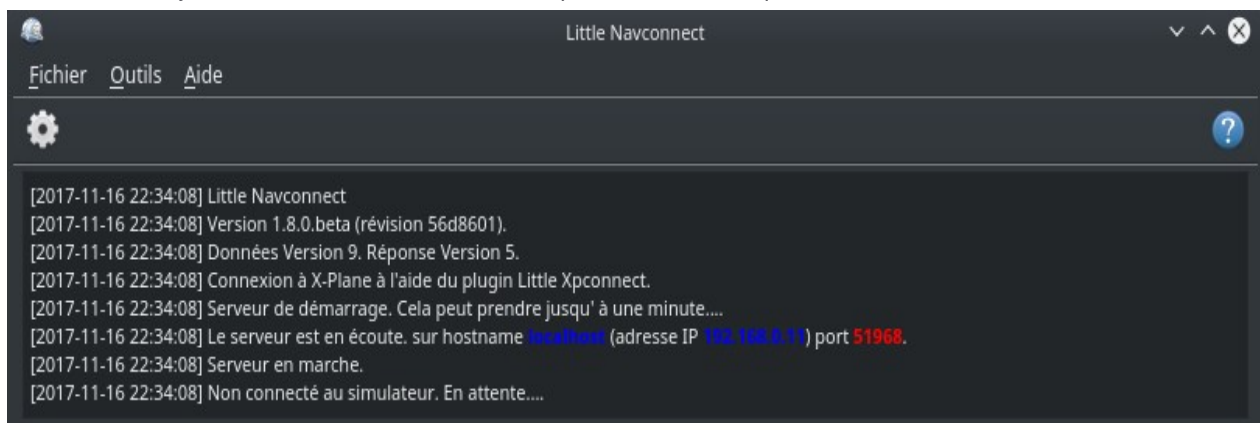 Little Navconnect
Fichier Outils Aide
?
[2017-11-16 22:34:08] Little Navconnect
[2017-11-16 22:34:08] Version 1.8.0.beta (révision 56d8601).
[2017-11-16 22:34:08] Données Version 9. Réponse Version 5.
[2017-11-16 22:34:08] Connexion à X-Plane à l'aide du plugin Little Xpconnect.
[2017-11-16 22:34:08] Serveur de démarrage. Cela peut prendre jusqu' à une minute....
[2017-11-16 22:34:08] Le serveur est en écoute. sur hostname localhost (adresse IP 192.168.0.11) port 51968.
[2017-11-16 22:34:08] Serveur en marche.
[2017-11-16 22:34:08] Non connecté au simulateur. En attente....